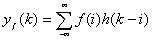 y_f(k) = \sum_{-\infty}^{\infty} f(i)h(k-i)